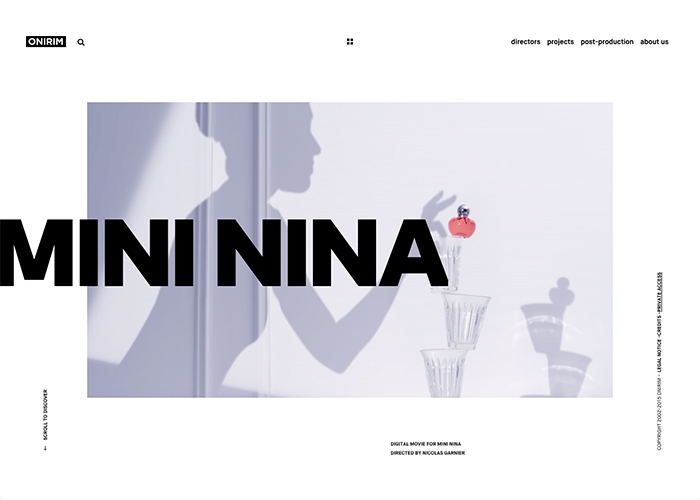 ONIRIM
directors projects post-production about us
MINI NINA
SCROLL TO DISCOVER
DIGITAL MOVIE FOR MINI NINA
DIRECTED BY NICOLAS GARNIER
COPYRIGHT 2002-2015 ONIRIM - LEGAL NOTICE -CREDITS -PRIVATE ACCESS